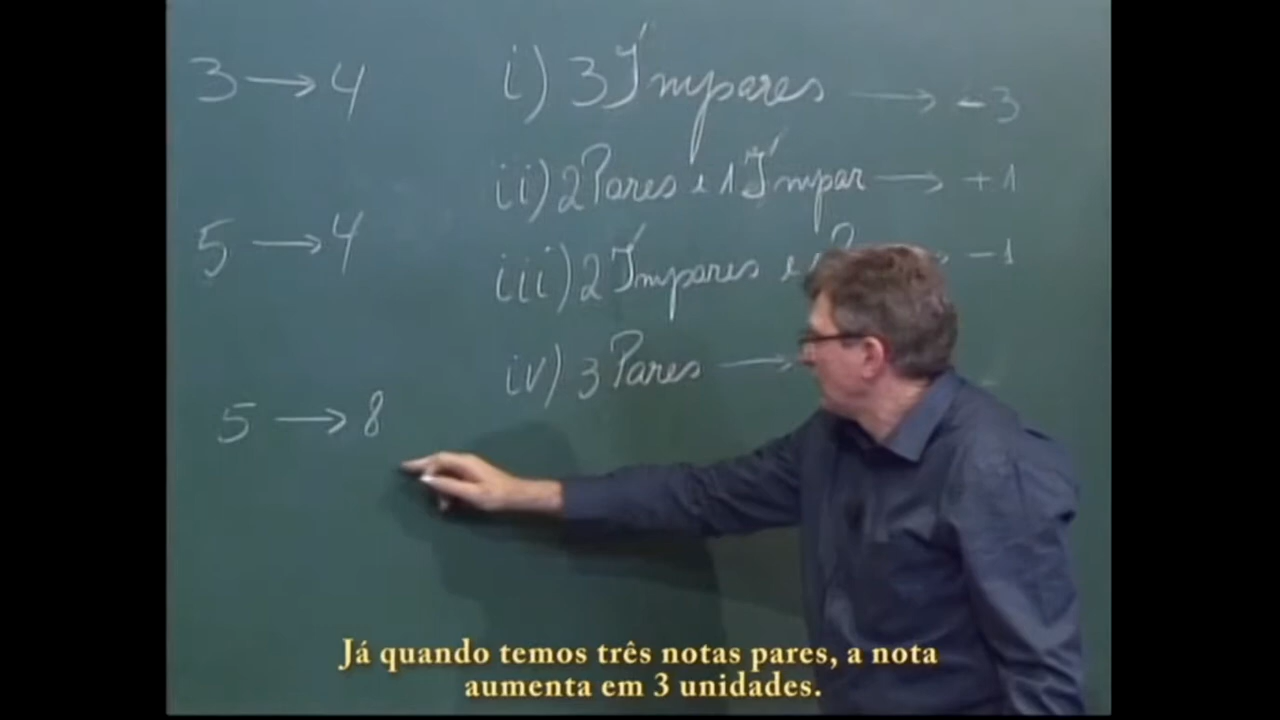 3 → 4
i) 3 Ímpares → -3
ii) 2 Pares e 1 Ímpar → +1
5 → 4
iii) 2 Ímpares e -1
iv) 3 Pares →
5 → 8
Já quando temos três notas pares, a nota
aumenta em 3 unidades.